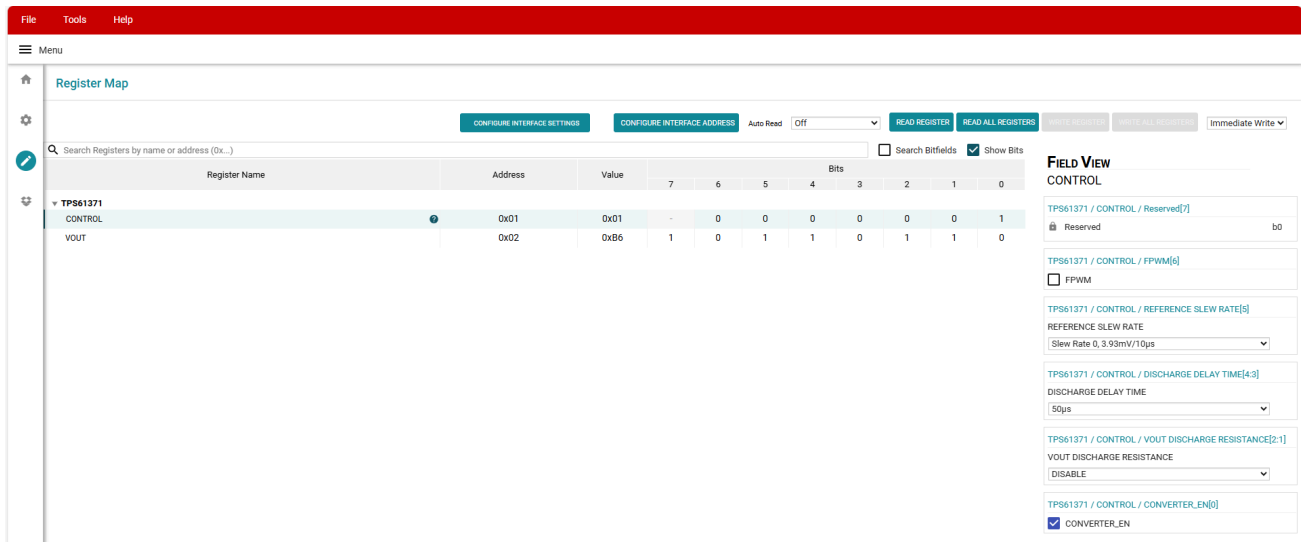 File Tools Help
Menu
Register Map
CONFIGURE INTERFACE SETTINGS CONFIGURE INTERFACE ADDRESS Auto Read Off READ REGISTER READ ALL REGISTERS WRITE REGISTER WRITE ALL REGISTERS Immediate Write
Search Registers by name or address (0x...) Search Bitfields Show Bits
Register Name Address Value Bits
7 6 5 4 3 2 1 0
TPS61371
CONTROL 0x01 0x01 - 0 0 0 0 0 0 1
VOUT 0x02 0xB6 1 0 1 1 0 1 1 0
FIELD VIEW
CONTROL
TPS61371 / CONTROL / Reserved[7]
Reserved b0
TPS61371 / CONTROL / FPWM[6]
FPWM
TPS61371 / CONTROL / REFERENCE SLEW RATE[5]
REFERENCE SLEW RATE
Slew Rate 0, 3.93mV/10µs
TPS61371 / CONTROL / DISCHARGE DELAY TIME[4:3]
DISCHARGE DELAY TIME
50µs
TPS61371 / CONTROL / VOUT DISCHARGE RESISTANCE[2:1]
VOUT DISCHARGE RESISTANCE
DISABLE
TPS61371 / CONTROL / CONVERTER_EN[0]
CONVERTER_EN